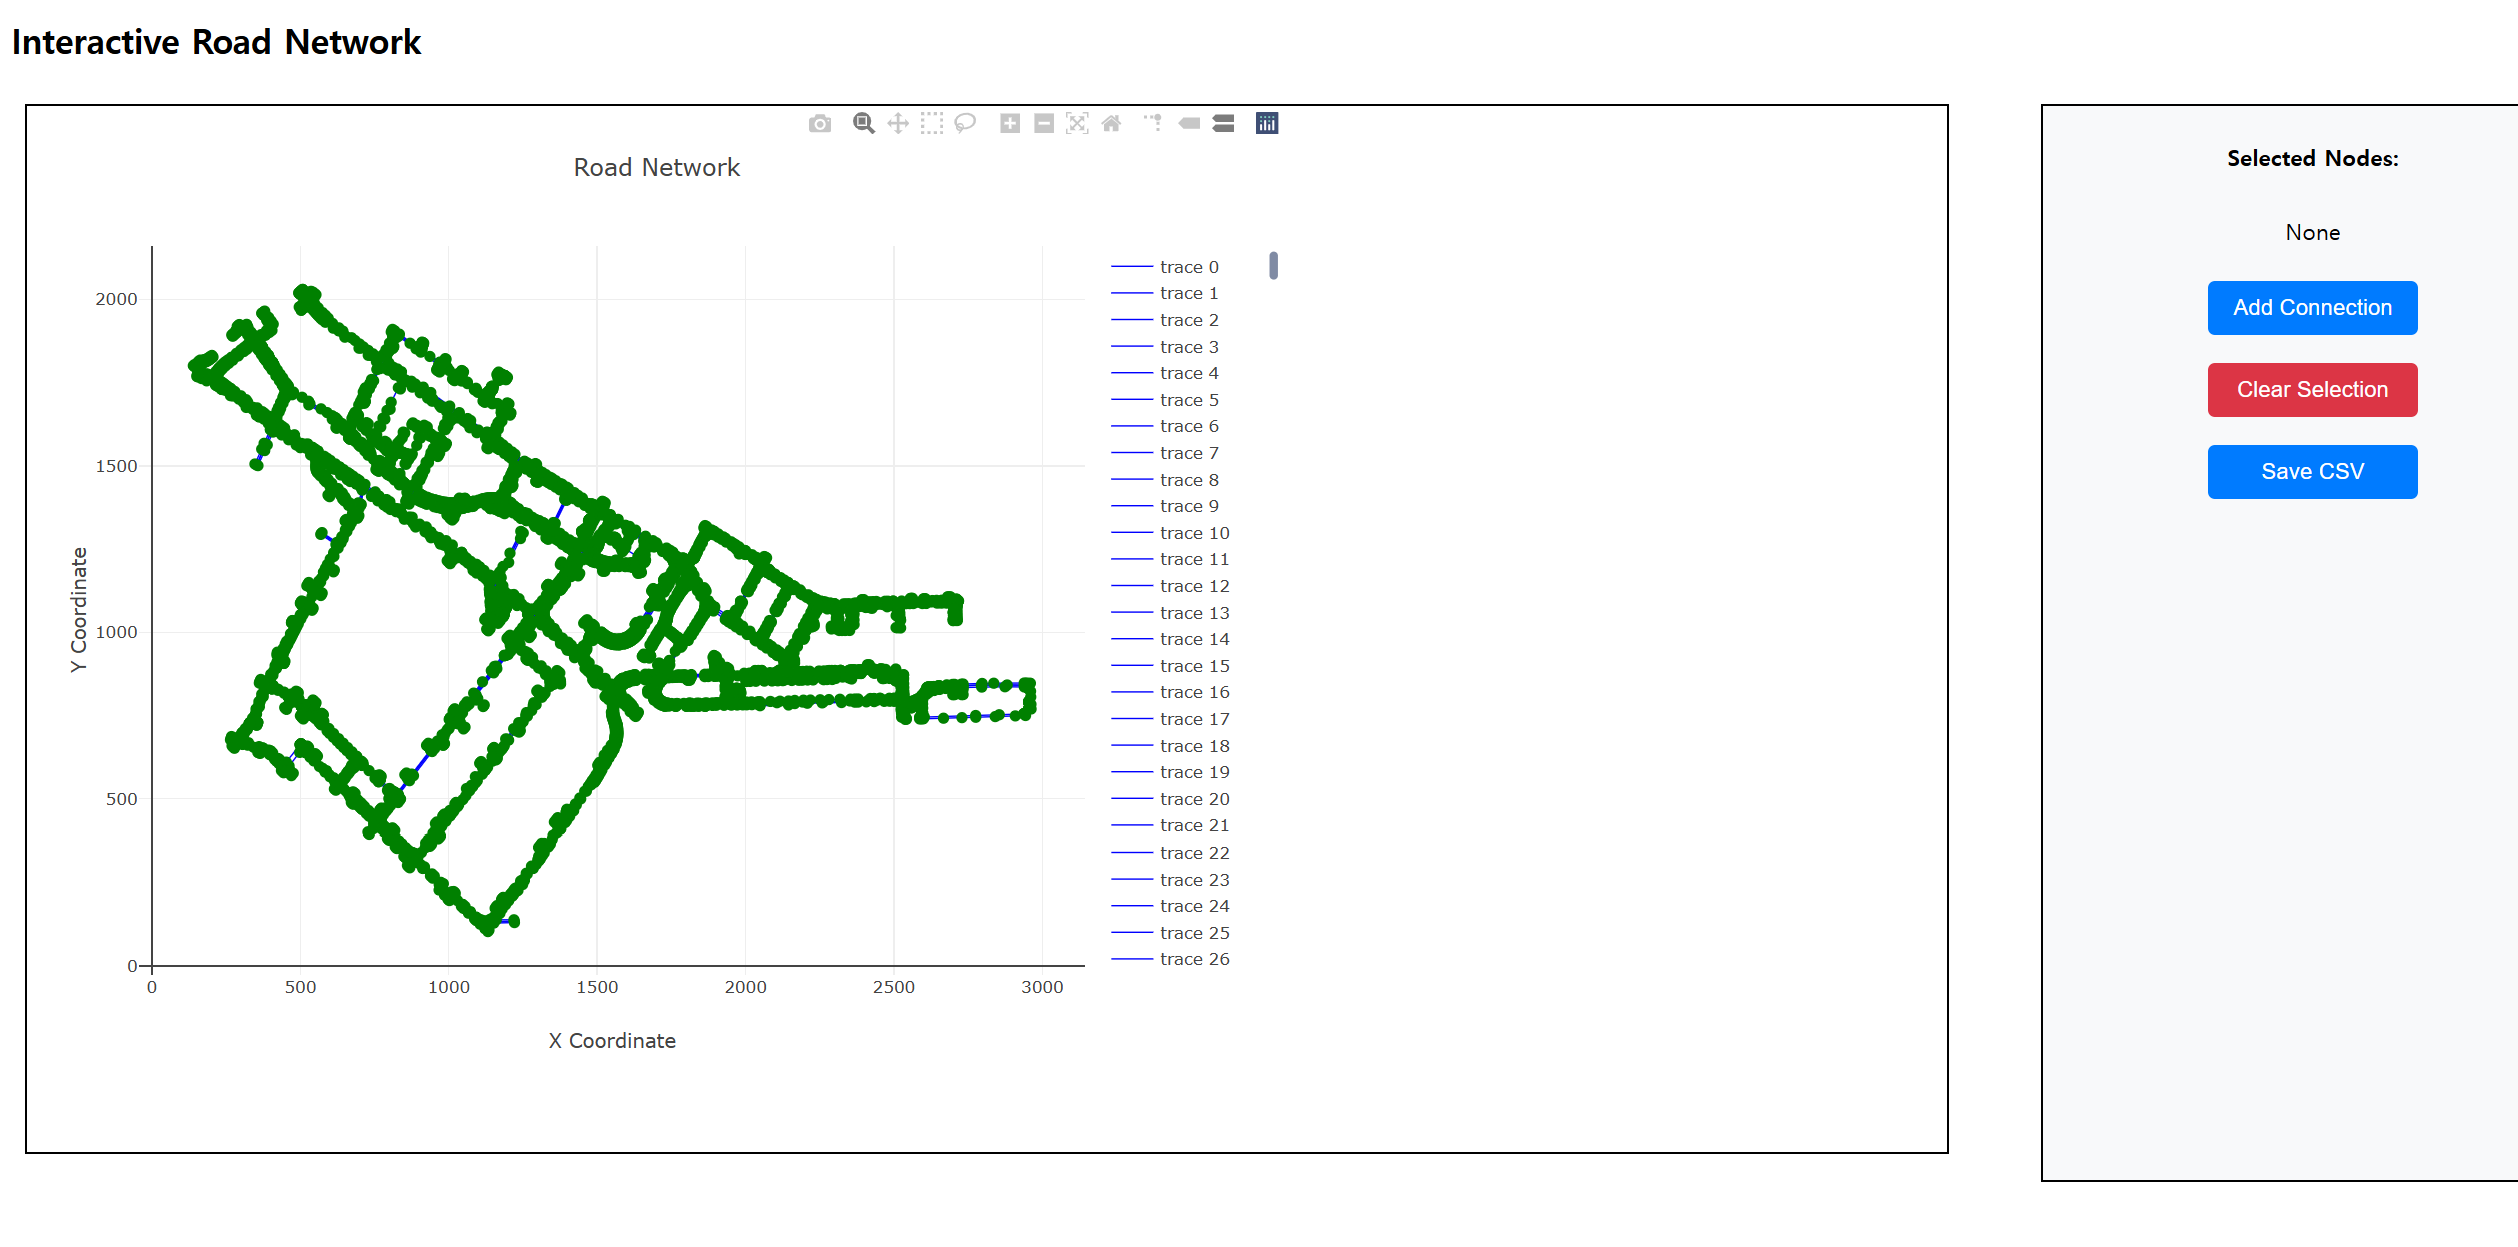 Interactive Road Network
Road Network
2000
1500
1000
500
0
0 500 1000 1500 2000 2500 3000
Y Coordinate
X Coordinate
trace 0
trace 1
trace 2
trace 3
trace 4
trace 5
trace 6
trace 7
trace 8
trace 9
trace 10
trace 11
trace 12
trace 13
trace 14
trace 15
trace 16
trace 17
trace 18
trace 19
trace 20
trace 21
trace 22
trace 23
trace 24
trace 25
trace 26
Selected Nodes:
None
Add Connection
Clear Selection
Save CSV